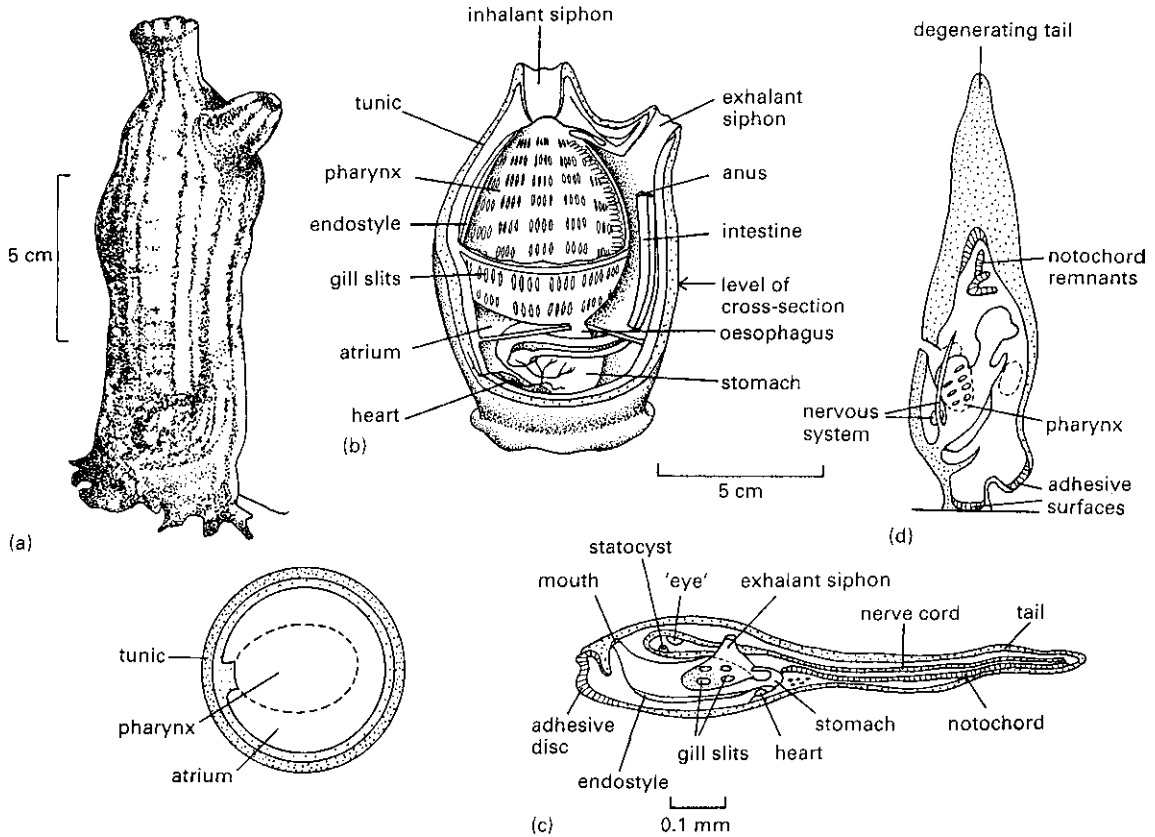 (a)
5 cm
inhalant siphon
tunic
exhalant
siphon
pharynx
anus
endostyle
intestine
gill slits
level of
cross-section
atrium
oesophagus
stomach
heart
(b)
5 cm
degenerating tail
notochord
remnants
nervous
system
pharynx
adhesive
surfaces
(d)
tunic
pharynx
atrium
statocyst
mouth
'eye'
exhalant siphon
nerve cord
tail
adhesive
disc
gill slits
heart
stomach
notochord
endostyle
(c)
0.1 mm